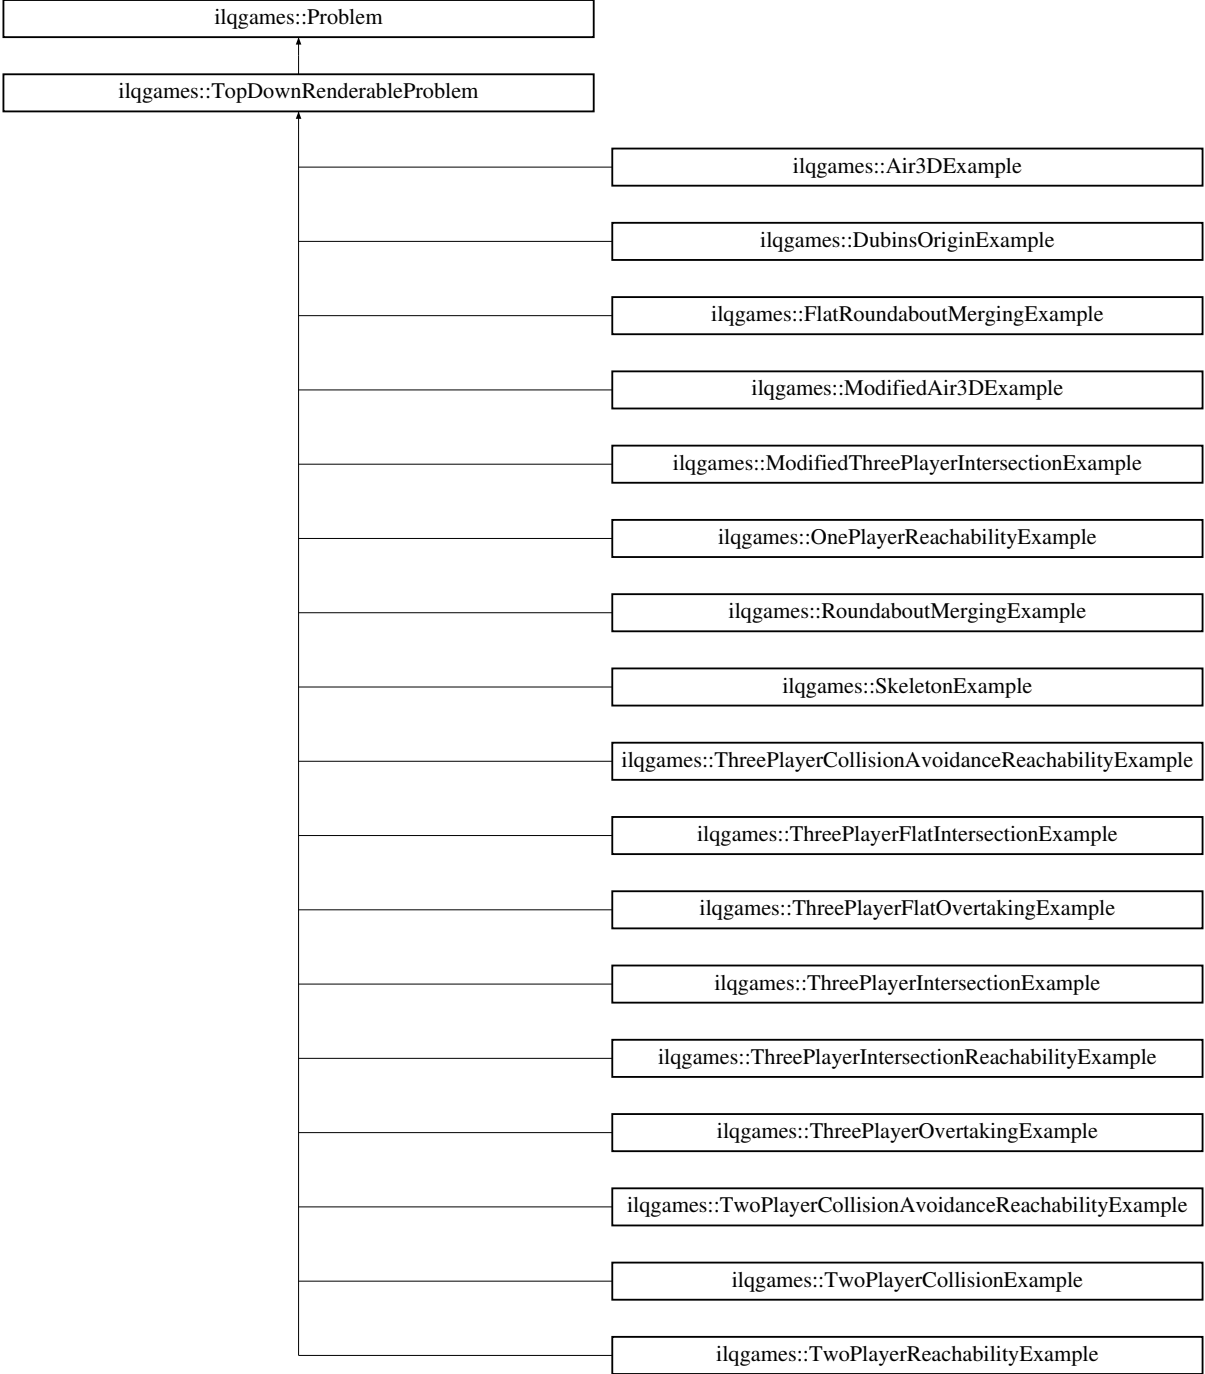 ilqgames::Problem
ilqgames::TopDownRenderableProblem
ilqgames::Air3DExample
ilqgames::DubinsOriginExample
ilqgames::FlatRoundaboutMergingExample
ilqgames::ModifiedAir3DExample
ilqgames::ModifiedThreePlayerIntersectionExample
ilqgames::OnePlayerReachabilityExample
ilqgames::RoundaboutMergingExample
ilqgames::SkeletonExample
ilqgames::ThreePlayerCollisionAvoidanceReachabilityExample
ilqgames::ThreePlayerFlatIntersectionExample
ilqgames::ThreePlayerFlatOvertakingExample
ilqgames::ThreePlayerIntersectionExample
ilqgames::ThreePlayerIntersectionReachabilityExample
ilqgames::ThreePlayerOvertakingExample
ilqgames::TwoPlayerCollisionAvoidanceReachabilityExample
ilqgames::TwoPlayerCollisionExample
ilqgames::TwoPlayerReachabilityExample